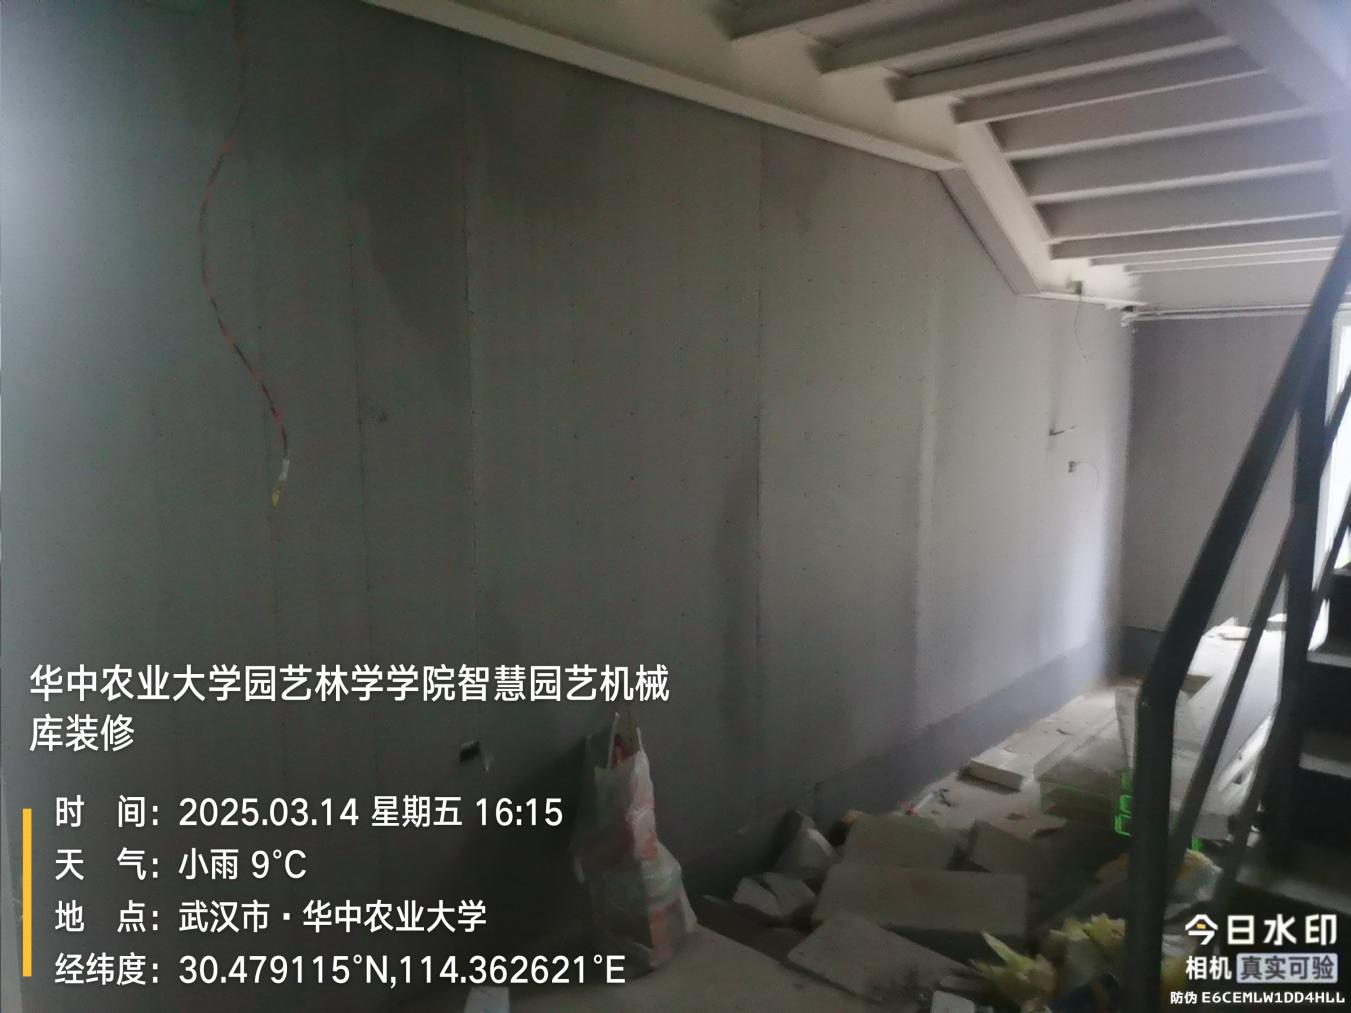 华中农业大学园艺林学学院智慧园艺机械
库装修
时 间：2025.03.14 星期五 16:15
天 气：小雨 9°C
地 点：武汉市·华中农业大学
经纬度：30.479115°N,114.362621°E
今日水印
相机 真实可验
防伪 E6CEMLW1DD4HLL